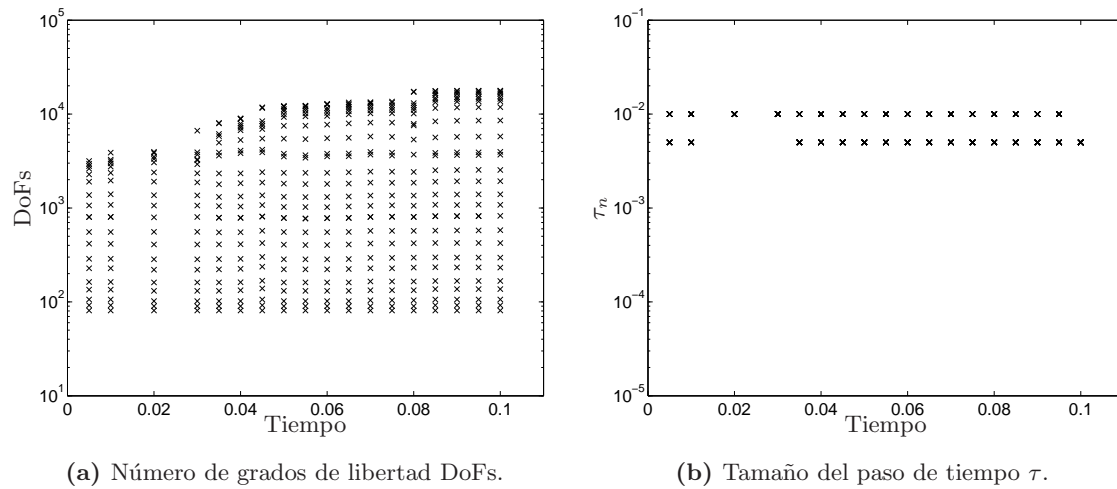 10^5
10^4
10^3
10^2
10^1
DoFs
0 0.02 0.04 0.06 0.08 0.1
Tiempo
(a) Número de grados de libertad DoFs.
10^{-1}
10^{-2}
10^{-3}
10^{-4}
10^{-5}
τ_n
0 0.02 0.04 0.06 0.08 0.1
Tiempo
(b) Tamaño del paso de tiempo τ.